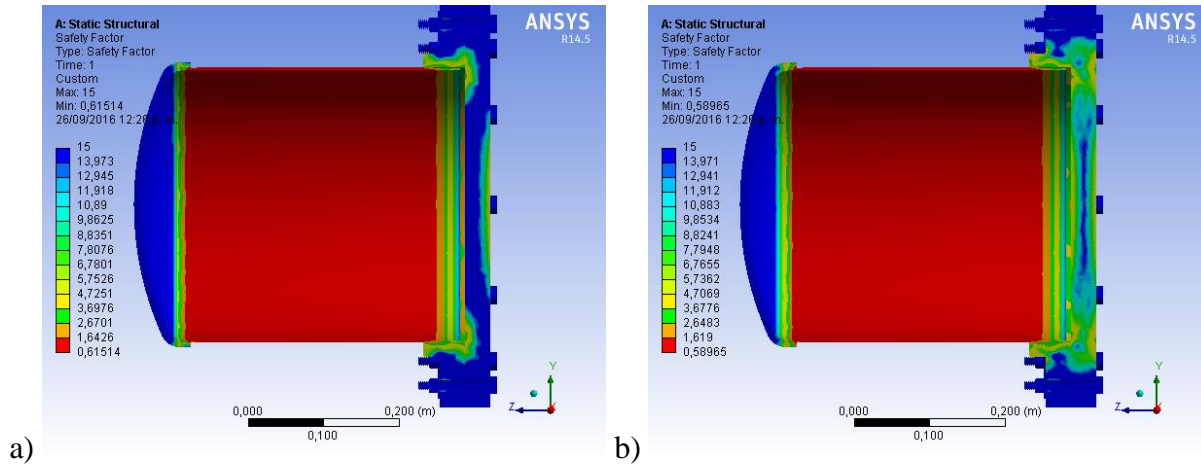 A: Static Structural
Safety Factor
Type: Safety Factor
Time: 1
Custom
Max: 15
Min: 0,61514
26/09/2016 12:26 p. m.
ANSYS
R14.5
15
13,973
12,945
11,918
10,89
9,8625
8,8351
7,8076
6,7801
5,7526
4,7251
3,6976
2,6701
1,6426
0,61514
0,000
0,200 (m)
0,100
Y
Z
X
a)
A: Static Structural
Safety Factor
Type: Safety Factor
Time: 1
Custom
Max: 15
Min: 0,58965
26/09/2016 12:28 p. m.
ANSYS
R14.5
15
13,971
12,941
11,912
10,883
9,8534
8,8241
7,7948
6,7655
5,7362
4,7069
3,6776
2,6483
1,619
0,58965
0,000
0,200 (m)
0,100
Y
Z
X
b)